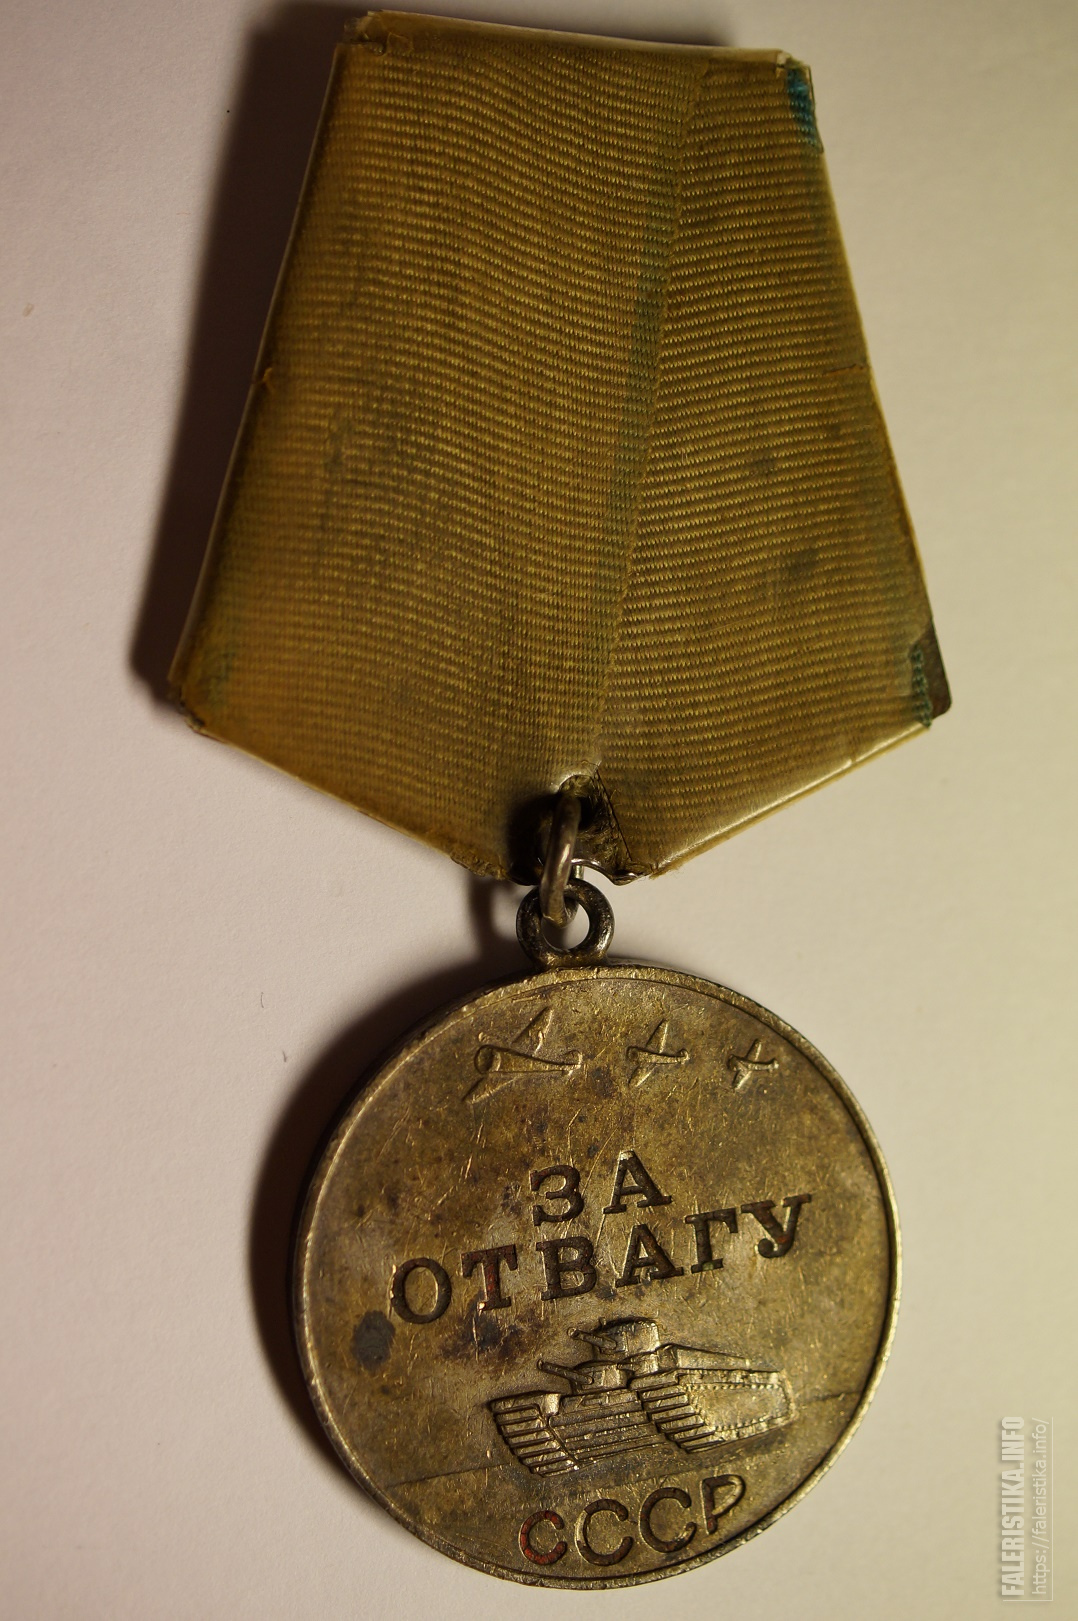 ЗА
ОТВАГУ
СССР
FALERISTIKA.INFO
https://faleristika.info/